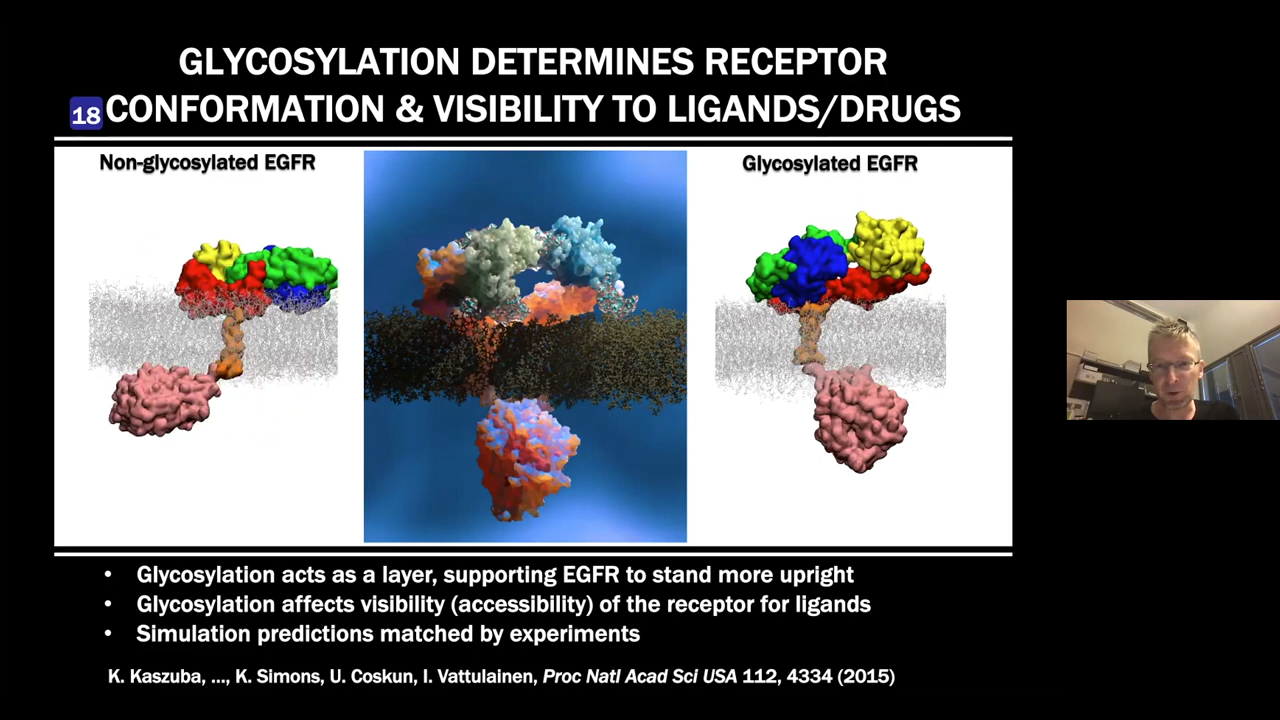 GLYCOSYLATION DETERMINES RECEPTOR
18 CONFORMATION & VISIBILITY TO LIGANDS/DRUGS
Non-glycosylated EGFR
Glycosylated EGFR
• Glycosylation acts as a layer, supporting EGFR to stand more upright
• Glycosylation affects visibility (accessibility) of the receptor for ligands
• Simulation predictions matched by experiments
K. Kaszuba, ..., K. Simons, U. Coskun, I. Vattulainen, Proc Natl Acad Sci USA 112, 4334 (2015)